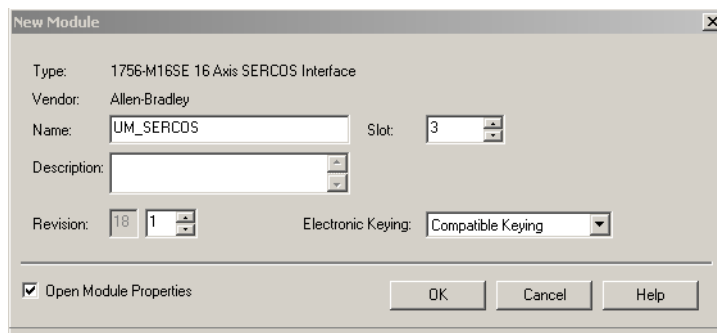 New Module
Type: 1756-M16SE 16 Axis SERCOS Interface
Vendor: Allen-Bradley
Name: UM_SERCOS Slot: 3
Description:
Revision: 18 1 Electronic Keying: Compatible Keying
Open Module Properties OK Cancel Help